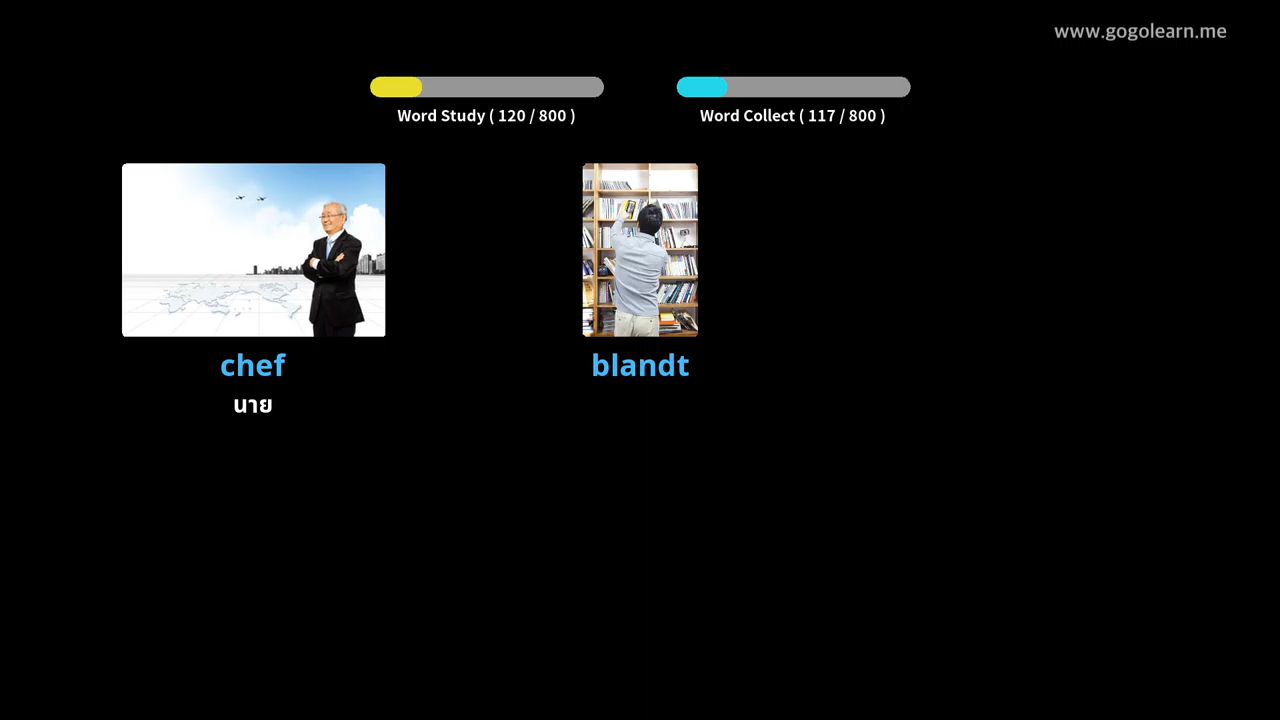 www.gogolearn.me
Word Study ( 120 / 800 )
Word Collect ( 117 / 800 )
chef
blandt
นาย